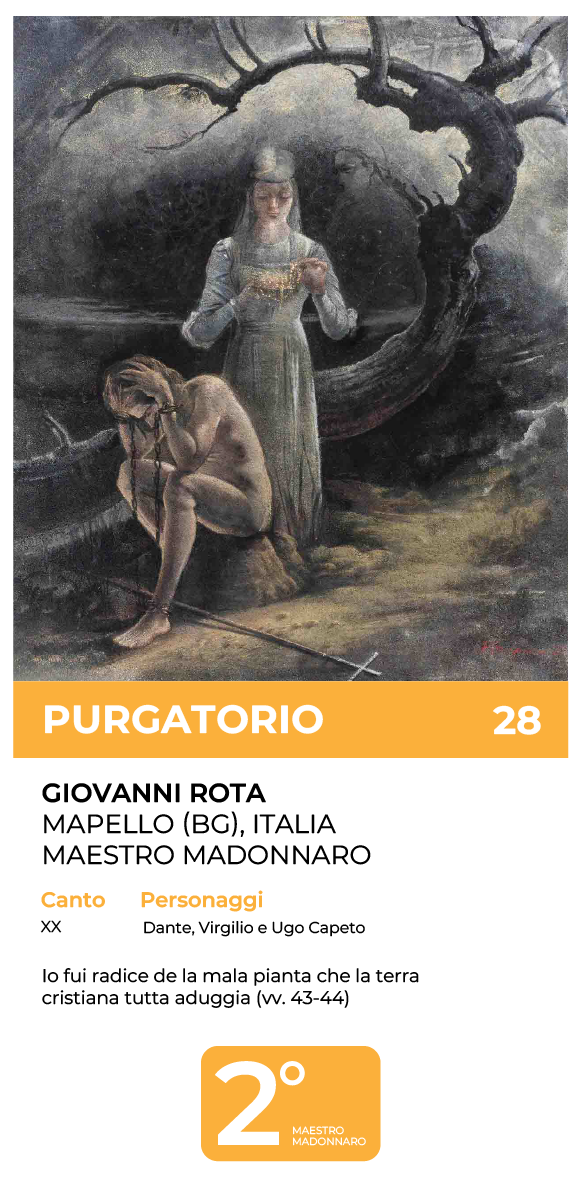 PURGATORIO 28
GIOVANNI ROTA
MAPELLO (BG), ITALIA
MAESTRO MADONNARO
Canto Personaggi
XX Dante, Virgilio e Ugo Capeto
Io fui radice de la mala pianta che la terra
cristiana tutta aduggia (vv. 43-44)
2°
MAESTRO
MADONNARO